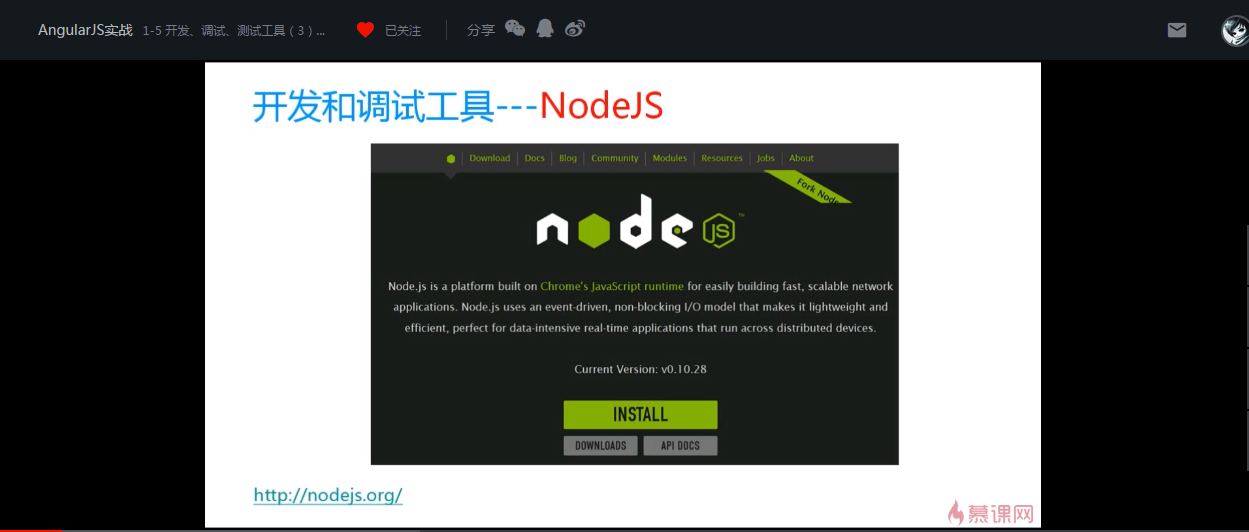 AngularJS实战 1-5 开发、调试、测试工具（3）... 已关注 分享
开发和调试工具---NodeJS
Download Docs Blog Community Modules Resources Jobs About
Fork Node
node JS ™
Node.js is a platform built on Chrome's JavaScript runtime for easily building fast, scalable network
applications. Node.js uses an event-driven, non-blocking I/O model that makes it lightweight and
efficient, perfect for data-intensive real-time applications that run across distributed devices.
Current Version: v0.10.28
INSTALL
DOWNLOADS API DOCS
http://nodejs.org/
慕课网